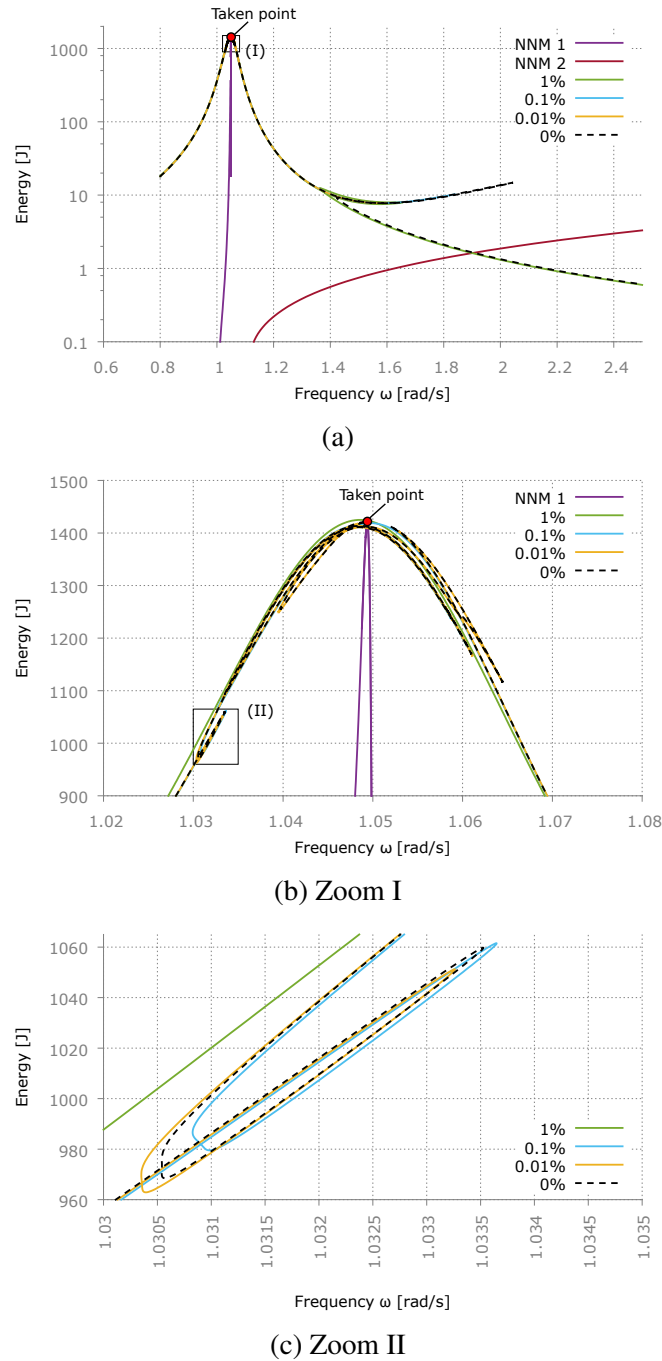 Taken point
1000
100
10
1
0.1
Energy [J]
(I)
NNM 1
NNM 2
1%
0.1%
0.01%
0%
0.6 0.8 1 1.2 1.4 1.6 1.8 2 2.2 2.4
Frequency ω [rad/s]
(a)
1500
1400
1300
1200
1100
1000
900
Energy [J]
Taken point
(II)
NNM 1
1%
0.1%
0.01%
0%
1.02 1.03 1.04 1.05 1.06 1.07 1.08
Frequency ω [rad/s]
(b) Zoom I
1060
1040
1020
1000
980
960
Energy [J]
1%
0.1%
0.01%
0%
1.03 1.0305 1.031 1.0315 1.032 1.0325 1.033 1.0335 1.034 1.0345 1.035
Frequency ω [rad/s]
(c) Zoom II